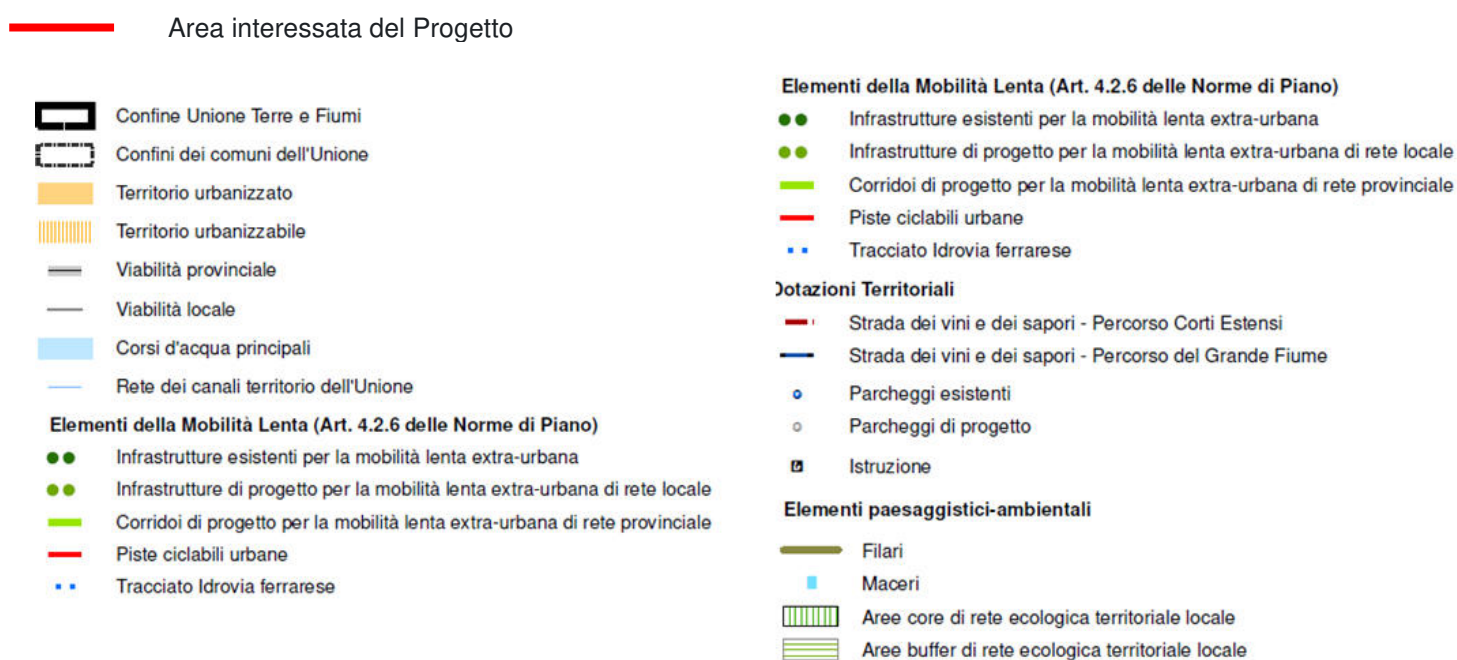 Area interessata del Progetto
Confine Unione Terre e Fiumi
Confini dei comuni dell'Unione
Territorio urbanizzato
Territorio urbanizzabile
Viabilità provinciale
Viabilità locale
Corsi d'acqua principali
Rete dei canali territorio dell'Unione
Elementi della Mobilità Lenta (Art. 4.2.6 delle Norme di Piano)
Infrastrutture esistenti per la mobilità lenta extra-urbana
Infrastrutture di progetto per la mobilità lenta extra-urbana di rete locale
Corridoi di progetto per la mobilità lenta extra-urbana di rete provinciale
Piste ciclabili urbane
Tracciato Idrovia ferrarese
Elementi della Mobilità Lenta (Art. 4.2.6 delle Norme di Piano)
Infrastrutture esistenti per la mobilità lenta extra-urbana
Infrastrutture di progetto per la mobilità lenta extra-urbana di rete locale
Corridoi di progetto per la mobilità lenta extra-urbana di rete provinciale
Piste ciclabili urbane
Tracciato Idrovia ferrarese
Dotazioni Territoriali
Strada dei vini e dei sapori - Percorso Corti Estensi
Strada dei vini e dei sapori - Percorso del Grande Fiume
Parcheggi esistenti
Parcheggi di progetto
Istruzione
Elementi paesaggistici-ambientali
Filari
Maceri
Aree core di rete ecologica territoriale locale
Aree buffer di rete ecologica territoriale locale